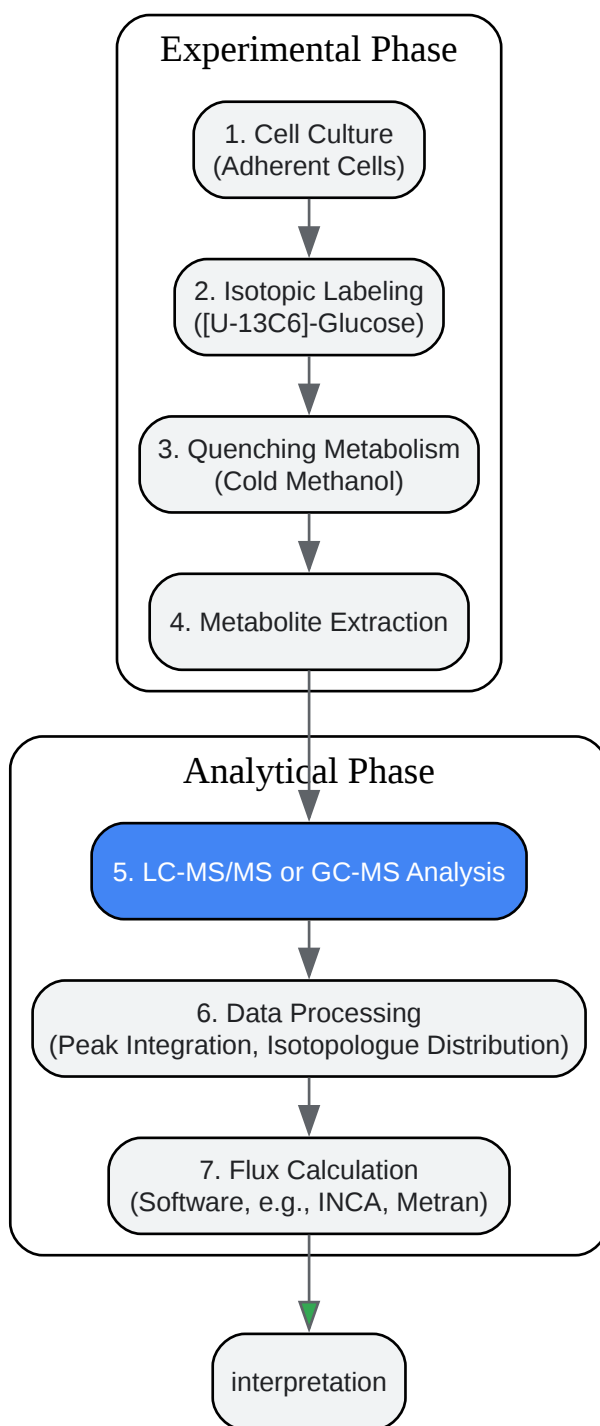 Experimental Phase
1. Cell Culture
(Adherent Cells)
2. Isotopic Labeling
([U-13C6]-Glucose)
3. Quenching Metabolism
(Cold Methanol)
4. Metabolite Extraction
Analytical Phase
5. LC-MS/MS or GC-MS Analysis
6. Data Processing
(Peak Integration, Isotopologue Distribution)
7. Flux Calculation
(Software, e.g., INCA, Metran)
interpretation